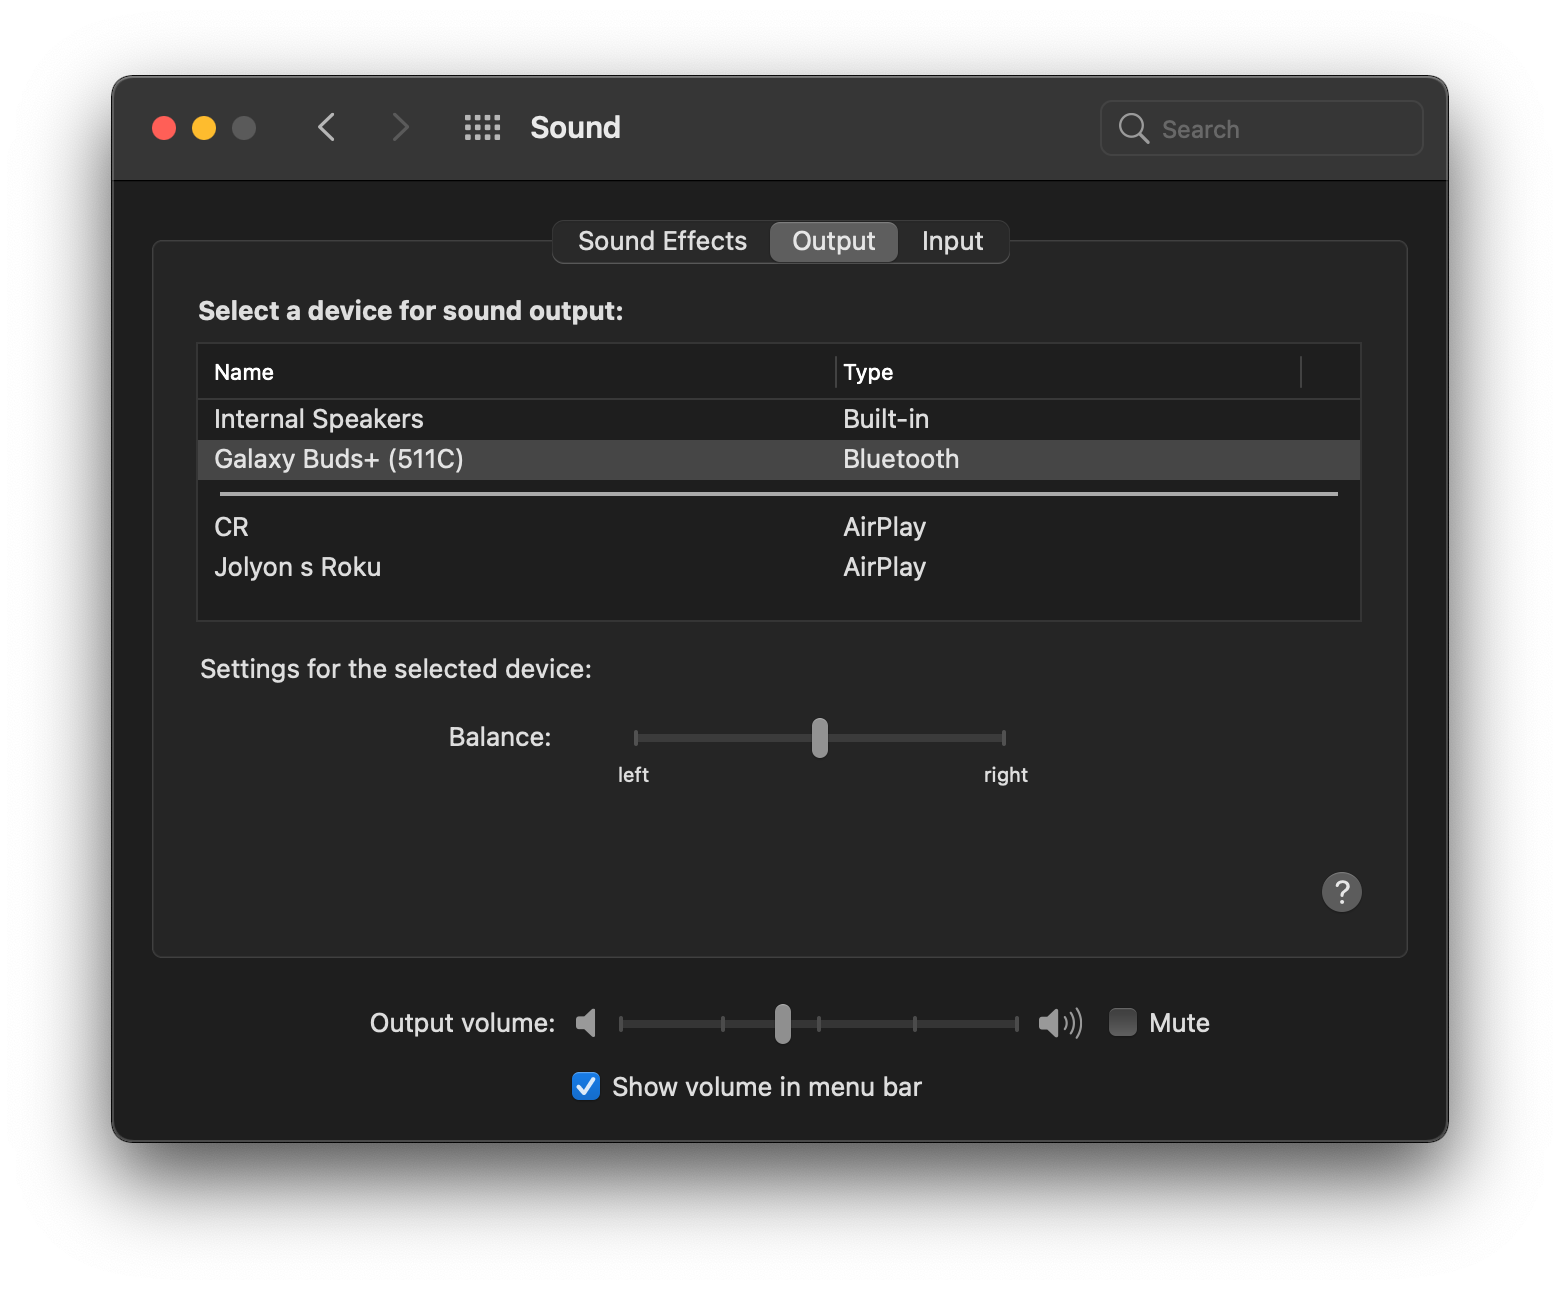 Sound
Search
Sound Effects Output Input
Select a device for sound output:
Name Type
Internal Speakers Built-in
Galaxy Buds+ (511C) Bluetooth
CR AirPlay
Jolyon s Roku AirPlay
Settings for the selected device:
Balance:
left right
?
Output volume: Mute
Show volume in menu bar